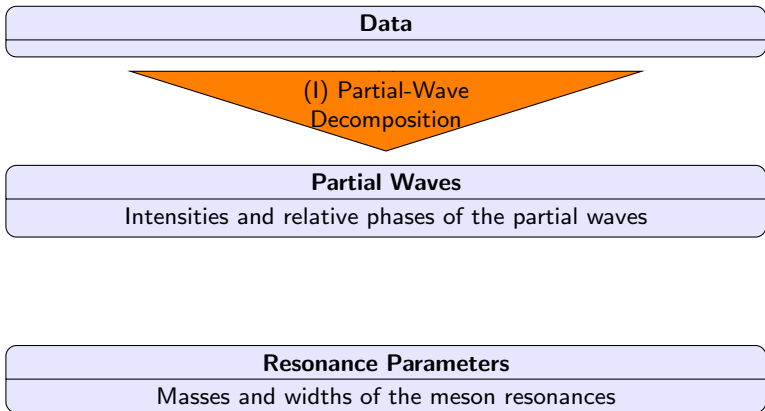 Data
(I) Partial-Wave
Decomposition
Partial Waves
Intensities and relative phases of the partial waves
Resonance Parameters
Masses and widths of the meson resonances